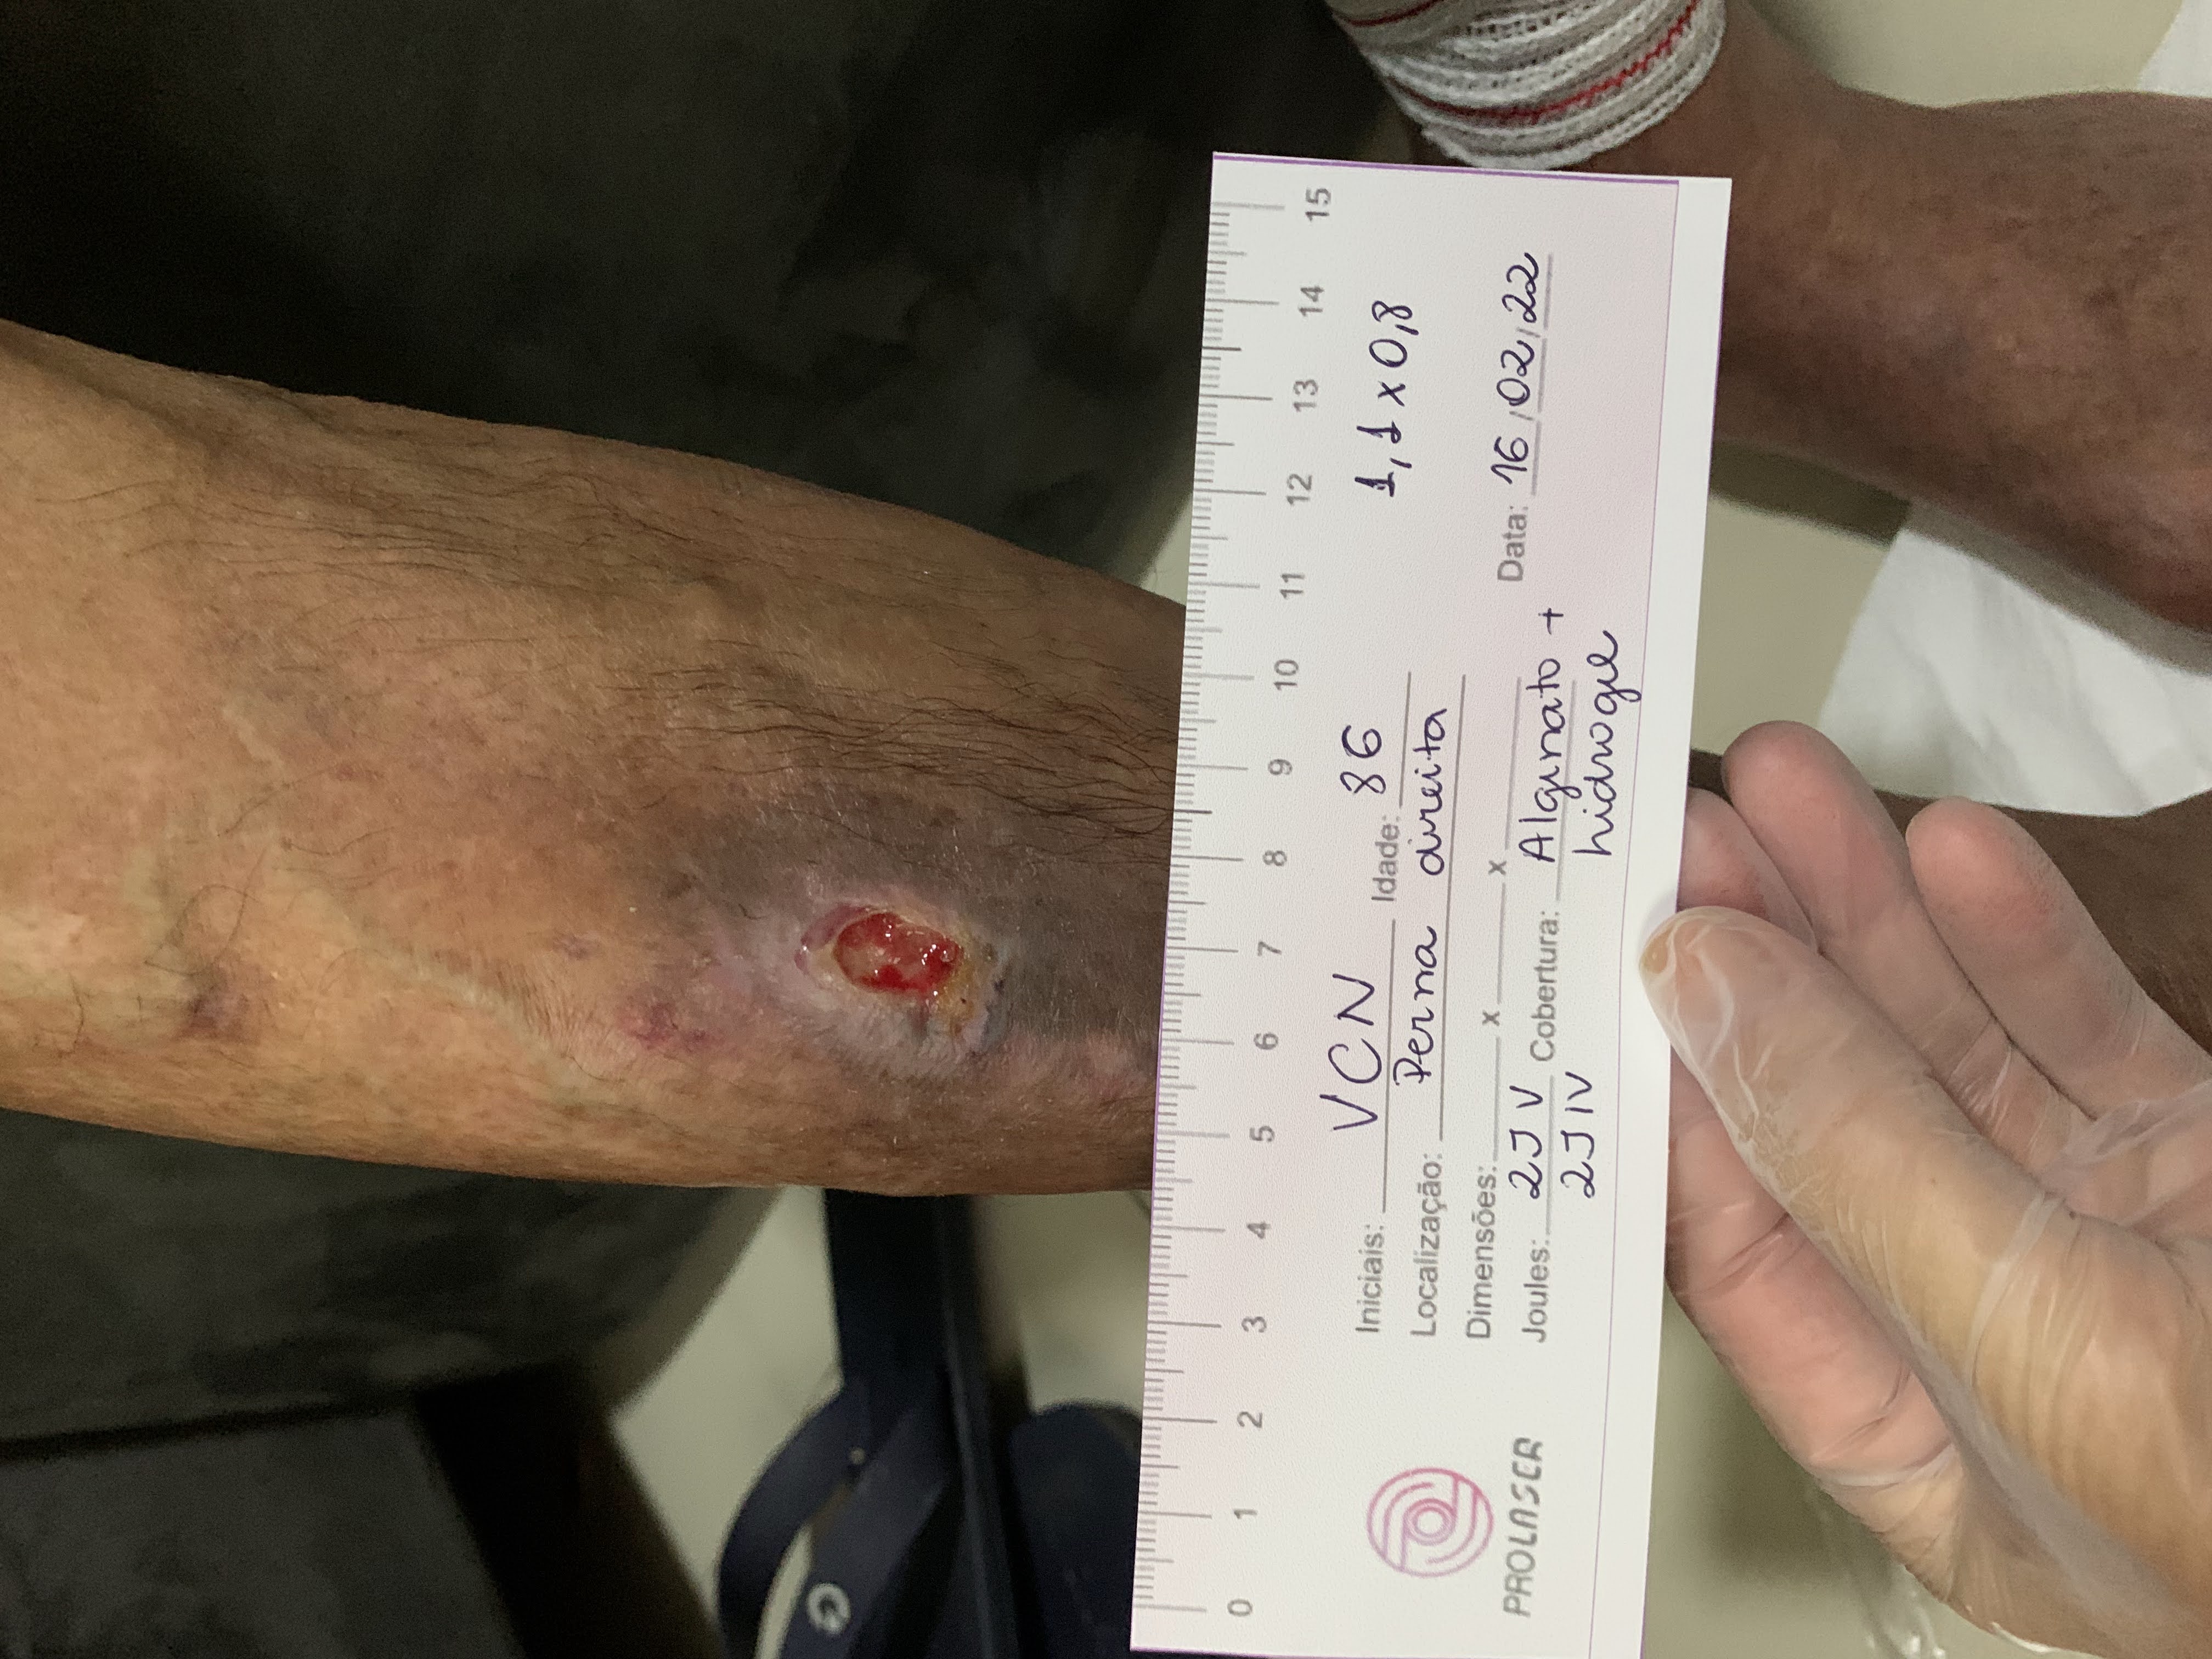 0 1 2 3 4 5 6 7 8 9 10 11 12 13 14 15
Iniciais: VCN Idade: 86
1,1 x 0,8
Localização: Perna direita
Dimensões: x x
Data: 16/02/22
Joules: 2J V Cobertura: Alginato +
2J IV hidrogel
PROLASER